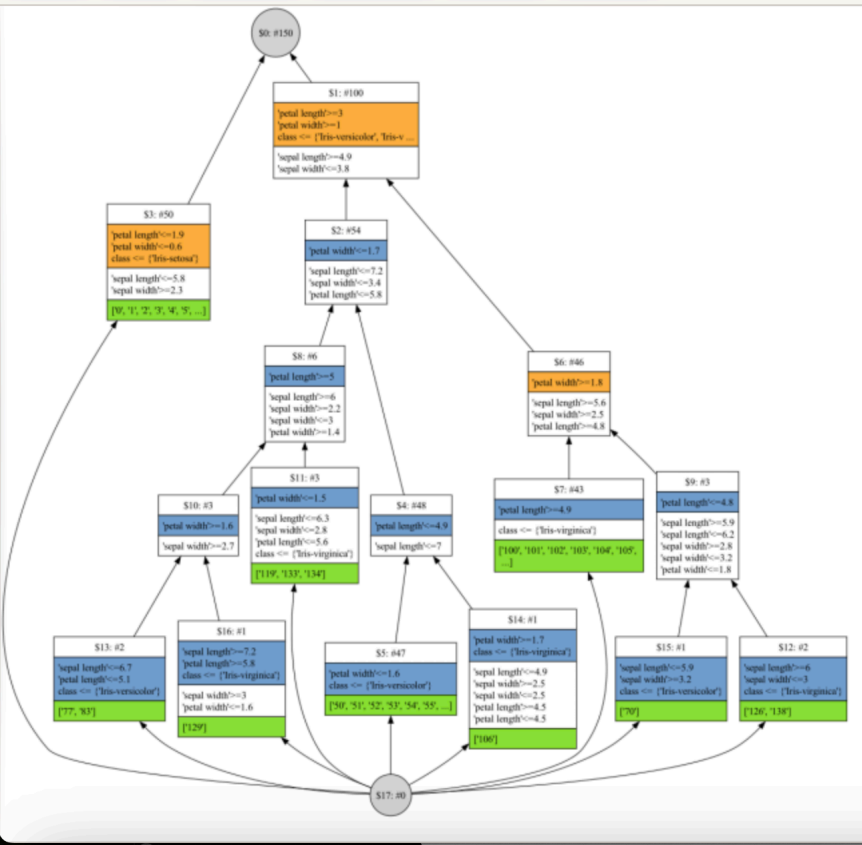 $0: #150
$1: #100
'petal length'>=3
'petal width'>=1
class <= {'Iris-versicolor', 'Iris-v ...
'sepal length'>=4.9
'sepal width'<=3.8
$3: #50
'petal length'<=1.9
'petal width'<=0.6
class <= {'Iris-setosa'}
'sepal length'<=5.8
'sepal width'>=2.3
['0', '1', '2', '3', '4', '5', ...]
$2: #54
'petal width'<=1.7
'sepal length'<=7.2
'sepal width'<=3.4
'petal length'<=5.8
$8: #6
'petal length'>=5
'sepal length'>=6
'sepal width'>=2.2
'sepal width'<=3
'petal width'>=1.4
$6: #46
'petal width'>=1.8
'sepal length'>=5.6
'sepal width'>=2.5
'petal length'>=4.8
$10: #3
'petal width'>=1.6
'sepal width'>=2.7
$11: #3
'petal width'<=1.5
'sepal length'<=6.3
'sepal width'<=2.8
'petal length'<=5.6
class <= {'Iris-virginica'}
['119', '133', '134']
$4: #48
'petal length'<=4.9
'sepal length'<=7
$7: #43
'petal length'>=4.9
class <= {'Iris-virginica'}
['100', '101', '102', '103', '104', '105',
...]
$9: #3
'petal length'<=4.8
'sepal length'>=5.9
'sepal length'<=6.2
'sepal width'>=2.8
'sepal width'<=3.2
'petal width'<=1.8
$13: #2
'sepal length'<=6.7
'petal length'<=5.1
class <= {'Iris-versicolor'}
['77', '83']
$16: #1
'sepal length'>=7.2
'petal length'>=5.8
class <= {'Iris-virginica'}
'sepal width'>=3
'petal width'<=1.6
['129']
$5: #47
'petal width'<=1.6
class <= {'Iris-versicolor'}
['50', '51', '52', '53', '54', '55', ...]
$14: #1
'petal width'>=1.7
class <= {'Iris-virginica'}
'sepal length'<=4.9
'sepal width'>=2.5
'sepal width'<=2.5
'petal length'>=4.5
'petal length'<=4.5
['106']
$15: #1
'sepal length'<=5.9
'sepal width'>=3.2
class <= {'Iris-versicolor'}
['70']
$12: #2
'sepal length'>=6
'sepal width'<=3
class <= {'Iris-virginica'}
['126', '138']
$17: #0